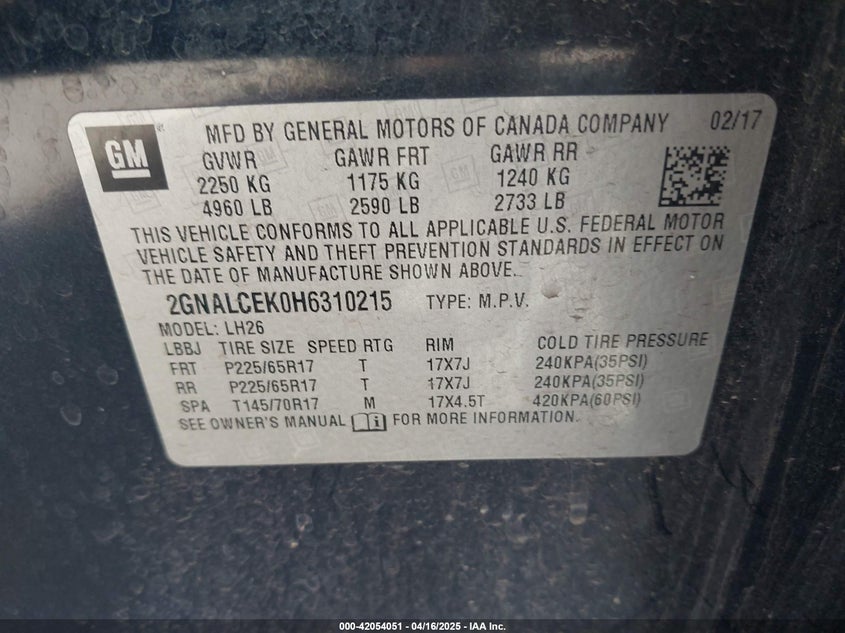 GM
MFD BY GENERAL MOTORS OF CANADA COMPANY 02/17
GVWR GAWR FRT GAWR RR
2250 KG 1175 KG 1240 KG
4960 LB 2590 LB 2733 LB
THIS VEHICLE CONFORMS TO ALL APPLICABLE U.S. FEDERAL MOTOR
VEHICLE SAFETY AND THEFT PREVENTION STANDARDS IN EFFECT ON
THE DATE OF MANUFACTURE SHOWN ABOVE.
2GNALCEK0H6310215 TYPE: M.P.V.
MODEL: LH26
LBBJ TIRE SIZE SPEED RTG RIM COLD TIRE PRESSURE
FRT P225/65R17 T 17X7J 240KPA(35PSI)
RR P225/65R17 T 17X7J 240KPA(35PSI)
SPA T145/70R17 M 17X4.5T 420KPA(60PSI)
SEE OWNER'S MANUAL FOR MORE INFORMATION.
000-42054051 - 04/16/2025 - IAA Inc.